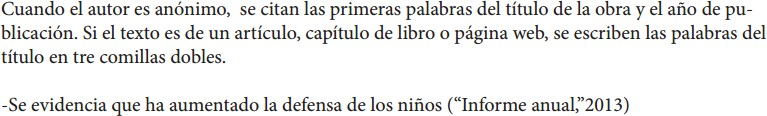 Cuando el autor es anónimo,  se citan las primeras palabras del título de la obra y el año de pu-
blicación. Si el texto es de un artículo, capítulo de libro o página web, se escriben las palabras del
título en tre comillas dobles.
-Se evidencia que ha aumentado la defensa de los niños (“Informe anual,”2013)